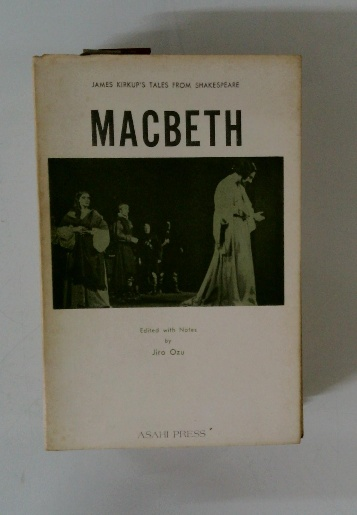 JAMES KIRKUP'S TALES FROM SHAKESPEARE
MACBETH
Edited with Notes
by
Jiro Ozu
ASAHI PRESS